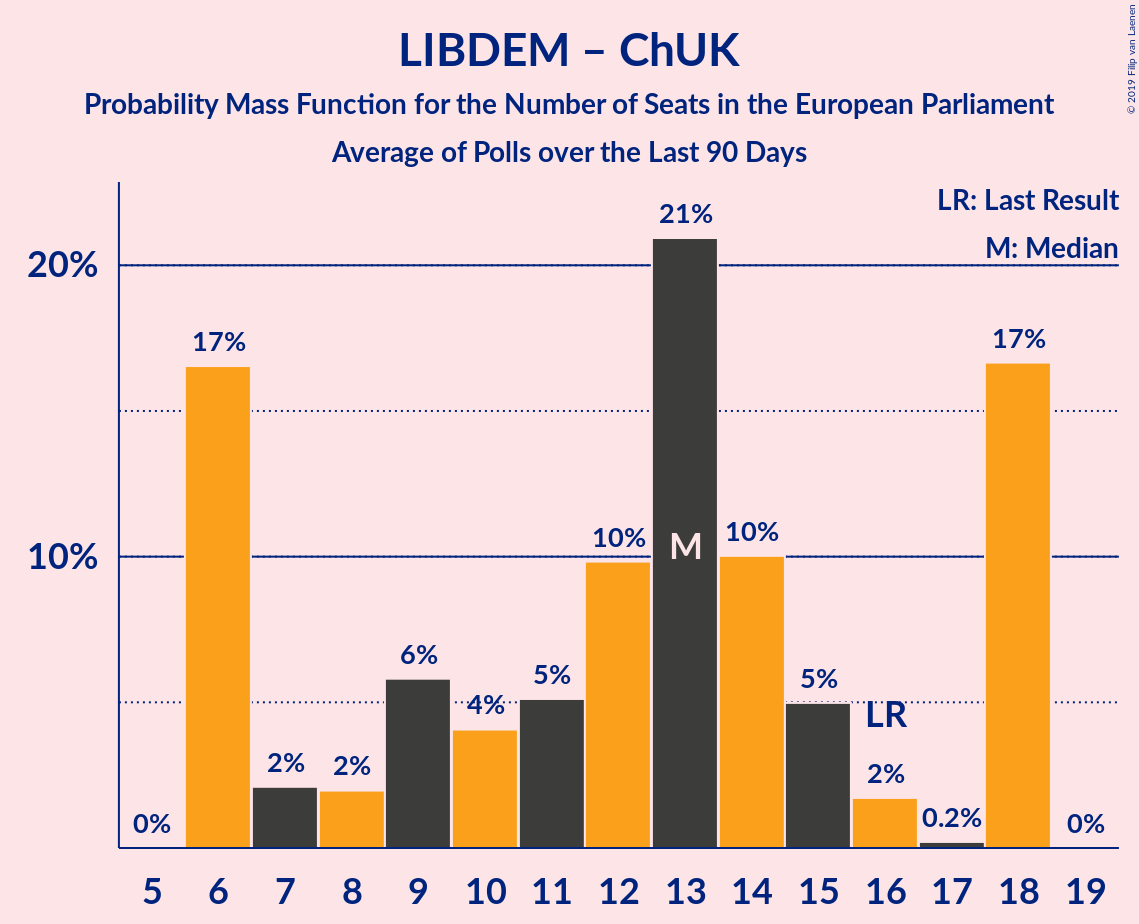 LIBDEM – ChUK
Probability Mass Function for the Number of Seats in the European Parliament
Average of Polls over the Last 90 Days
© 2019 Filip van Laenen
LR: Last Result
M: Median
20%
10%
0%
17%
2%
2%
6%
4%
5%
10%
21%
M
10%
5%
LR
2%
0.2%
17%
0%
5 6 7 8 9 10 11 12 13 14 15 16 17 18 19